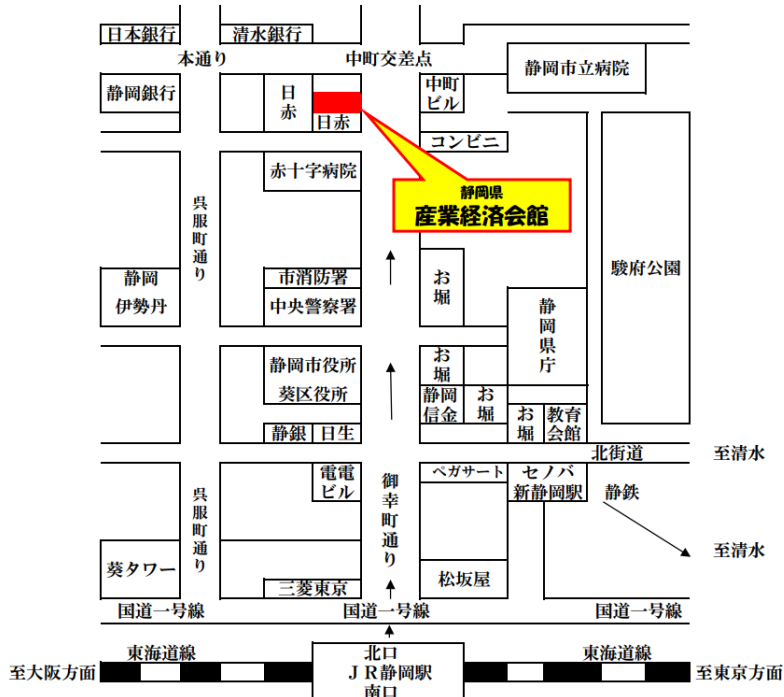 日本銀行
清水銀行
本通り
中町交差点
静岡市立病院
静岡銀行
日赤
日赤
中町
ビル
コンビニ
赤十字病院
静岡県
産業経済会館
呉服町通り
駿府公園
静岡
伊勢丹
市消防署
中央警察署
お堀
静岡県庁
静岡市役所
葵区役所
お堀
静岡
信金
お堀
お堀
教育
会館
静銀
日生
北街道
至清水
電電
ビル
ペガサート
セノバ
新静岡駅
静鉄
呉服町通り
御幸町通り
至清水
葵タワー
三菱東京
松坂屋
国道一号線
国道一号線
国道一号線
東海道線
北口
東海道線
至大阪方面
ＪＲ静岡駅
至東京方面
南口